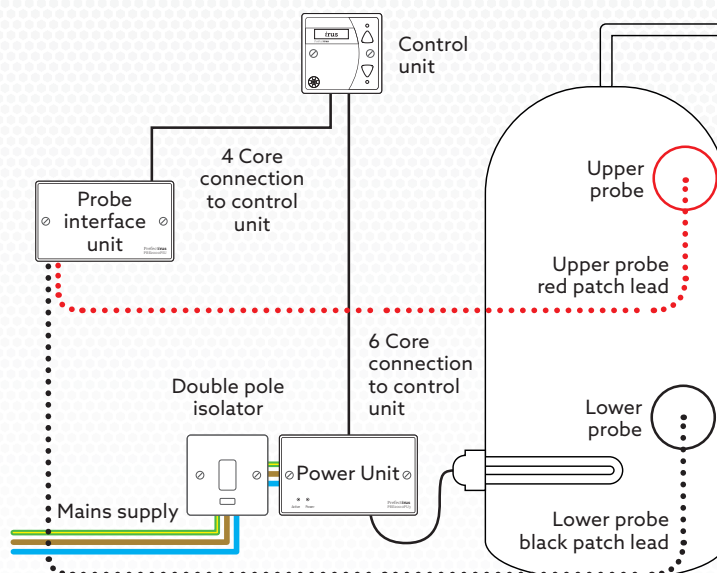 irus
Control
unit
4 Core
connection
to control
unit
Probe
interface
unit
Upper
probe
Upper probe
red patch lead
6 Core
connection
to control
unit
Double pole
isolator
Lower
probe
Power Unit
Mains supply
Lower probe
black patch lead